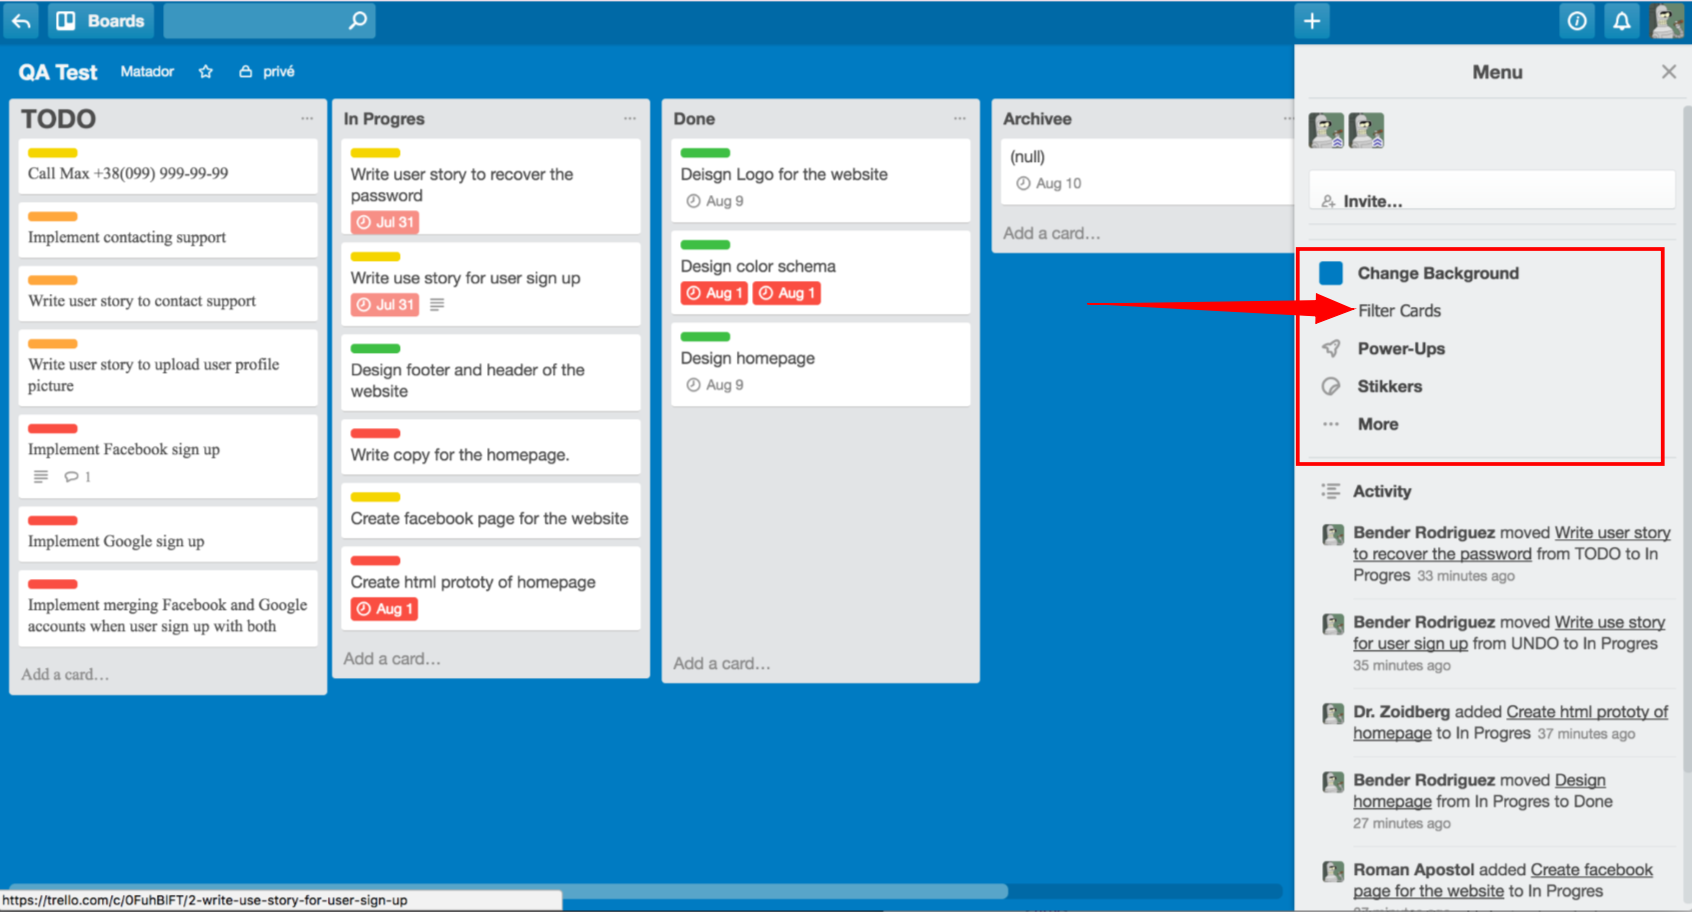 Boards
QA Test Matador privé
TODO
Call Max +38(099) 999-99-99
Implement contacting support
Write user story to contact support
Write user story to upload user profile
picture
Implement Facebook sign up
1
Implement Google sign up
Implement merging Facebook and Google
accounts when user sign up with both
Add a card…
In Progres
Write user story to recover the
password
Jul 31
Write use story for user sign up
Jul 31
Design footer and header of the
website
Write copy for the homepage.
Create facebook page for the website
Create html prototy of homepage
Aug 1
Add a card…
Done
Deisgn Logo for the website
Aug 9
Design color schema
Aug 1 Aug 1
Design homepage
Aug 9
Add a card…
Archivee
(null)
Aug 10
Add a card…
Menu
Invite…
Change Background
Filter Cards
Power-Ups
Stikkers
More
Activity
Bender Rodriguez moved Write user story
to recover the password from TODO to In
Progres 33 minutes ago
Bender Rodriguez moved Write use story
for user sign up from UNDO to In Progres
35 minutes ago
Dr. Zoidberg added Create html prototy of
homepage to In Progres 37 minutes ago
Bender Rodriguez moved Design
homepage from In Progres to Done
27 minutes ago
Roman Apostol added Create facebook
page for the website to In Progres
https://trello.com/c/0FuhBlFT/2-write-use-story-for-user-sign-up